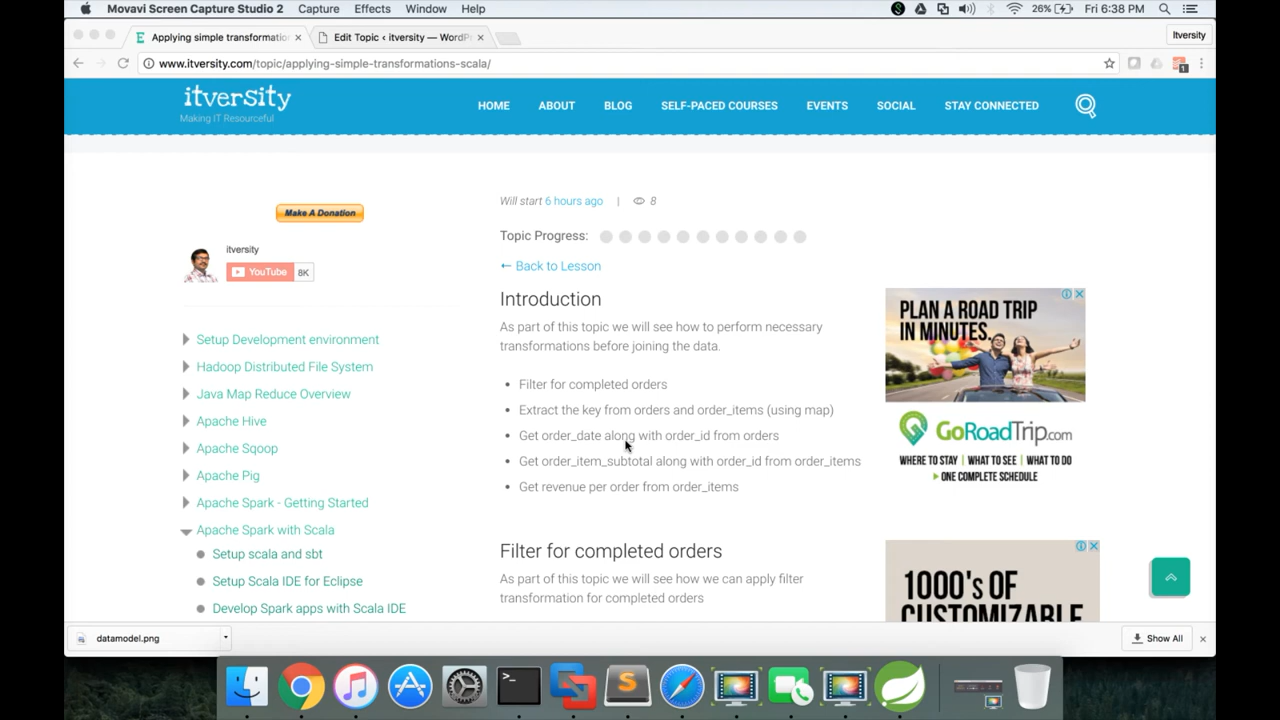 Movavi Screen Capture Studio 2 Capture Effects Window Help 26% Fri 6:38 PM
Applying simple transformatio Edit Topic ‹ itversity — WordP Itversity
www.itversity.com/topic/applying-simple-transformations-scala/
itversity
Making IT Resourceful
HOME ABOUT BLOG SELF-PACED COURSES EVENTS SOCIAL STAY CONNECTED
Make A Donation
itversity
YouTube 8K
Setup Development environment
Hadoop Distributed File System
Java Map Reduce Overview
Apache Hive
Apache Sqoop
Apache Pig
Apache Spark - Getting Started
Apache Spark with Scala
Setup scala and sbt
Setup Scala IDE for Eclipse
Develop Spark apps with Scala IDE
Will start 6 hours ago | 8
Topic Progress:
← Back to Lesson
Introduction
As part of this topic we will see how to perform necessary
transformations before joining the data.
Filter for completed orders
Extract the key from orders and order_items (using map)
Get order_date along with order_id from orders
Get order_item_subtotal along with order_id from order_items
Get revenue per order from order_items
Filter for completed orders
As part of this topic we will see how we can apply filter
transformation for completed orders
PLAN A ROAD TRIP
IN MINUTES.
GoRoadTrip.com
WHERE TO STAY | WHAT TO SEE | WHAT TO DO
ONE COMPLETE SCHEDULE
1000's OF
CUSTOMIZABLE
datamodel.png Show All